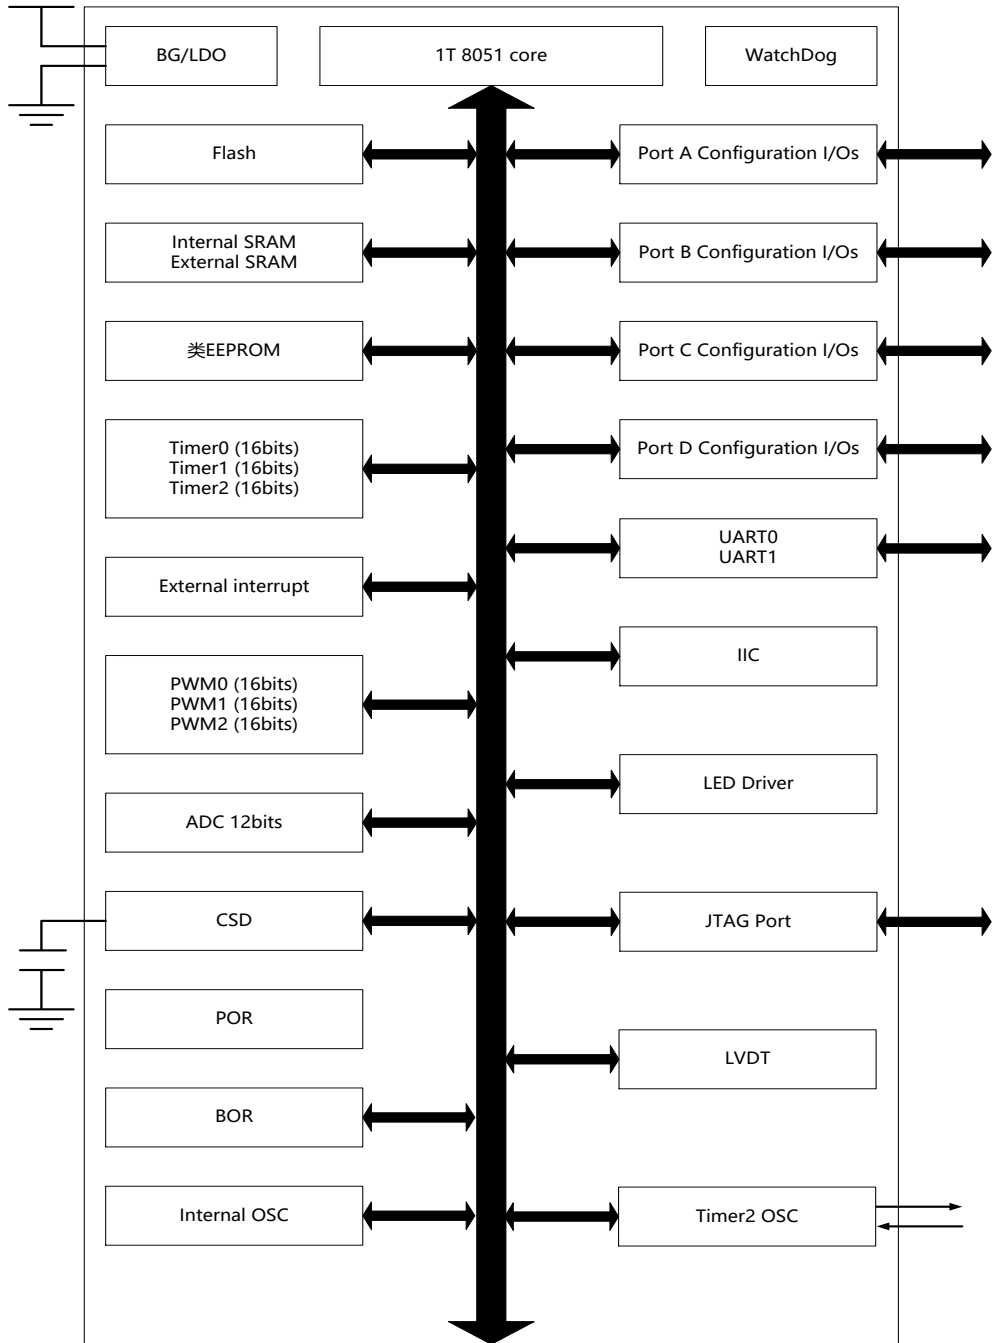 BG/LDO
1T 8051 core
WatchDog
Flash
Port A Configuration I/Os
Internal SRAM
External SRAM
Port B Configuration I/Os
类EEPROM
Port C Configuration I/Os
Timer0 (16bits)
Timer1 (16bits)
Timer2 (16bits)
Port D Configuration I/Os
UART0
UART1
External interrupt
IIC
PWM0 (16bits)
PWM1 (16bits)
PWM2 (16bits)
LED Driver
ADC 12bits
CSD
JTAG Port
POR
LVDT
BOR
Internal OSC
Timer2 OSC